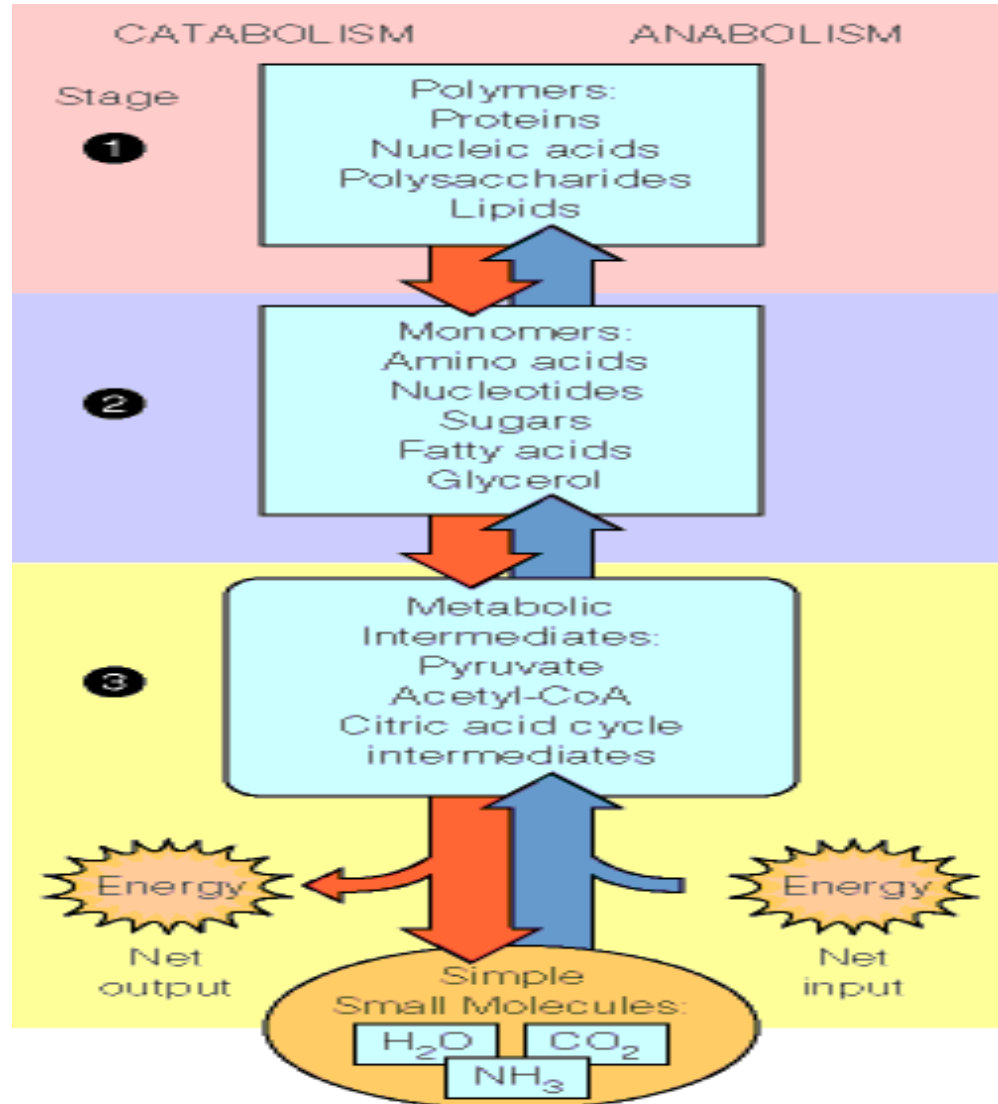 CATABOLISM ANABOLISM
Stage
1
Polymers:
Proteins
Nucleic acids
Polysaccharides
Lipids
2
Monomers:
Amino acids
Nucleotides
Sugars
Fatty acids
Glycerol
3
Metabolic
Intermediates:
Pyruvate
Acetyl-CoA
Citric acid cycle
intermediates
Energy
Net
output
Energy
Net
input
Simple
Small Molecules:
H₂O
CO₂
NH₃